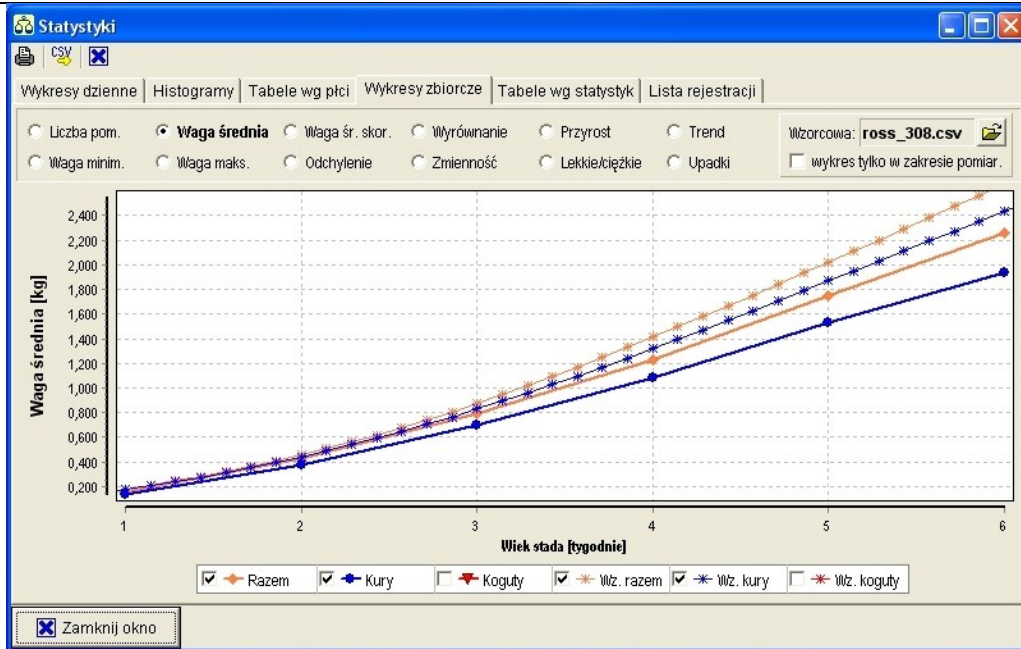 Statystyki
CSV
Wykresy dzienne Histogramy Tabele wg płci Wykresy zbiorcze Tabele wg statystyk Lista rejestracji
Liczba pom. Waga średnia Waga śr. skor. Wyrównanie Przyrost Trend Wzorcowa: ross_308.csv
Waga minim. Waga maks. Odchylenie Zmienność Lekkie/ciężkie Upadki wykres tylko w zakresie pomiar.
Waga średnia [kg]
2,400
2,200
2,000
1,800
1,600
1,400
1,200
1,000
0,800
0,600
0,400
0,200
1 2 3 4 5 6
Wiek stada [tygodnie]
Razem Kury Koguty Wz. razem Wz. kury Wz. koguty
Zamknij okno